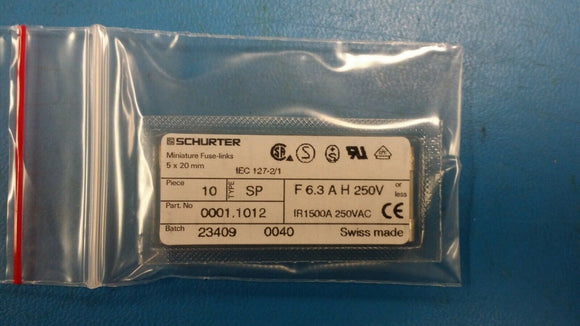 SCHURTER
Miniature Fuse-links
5 x 20 mm
IEC 127-2/1
Piece 10 TYPE SP F 6.3 A H 250V or less
Part. No 0001.1012 IR1500A 250VAC CE
Batch 23409 0040 Swiss made